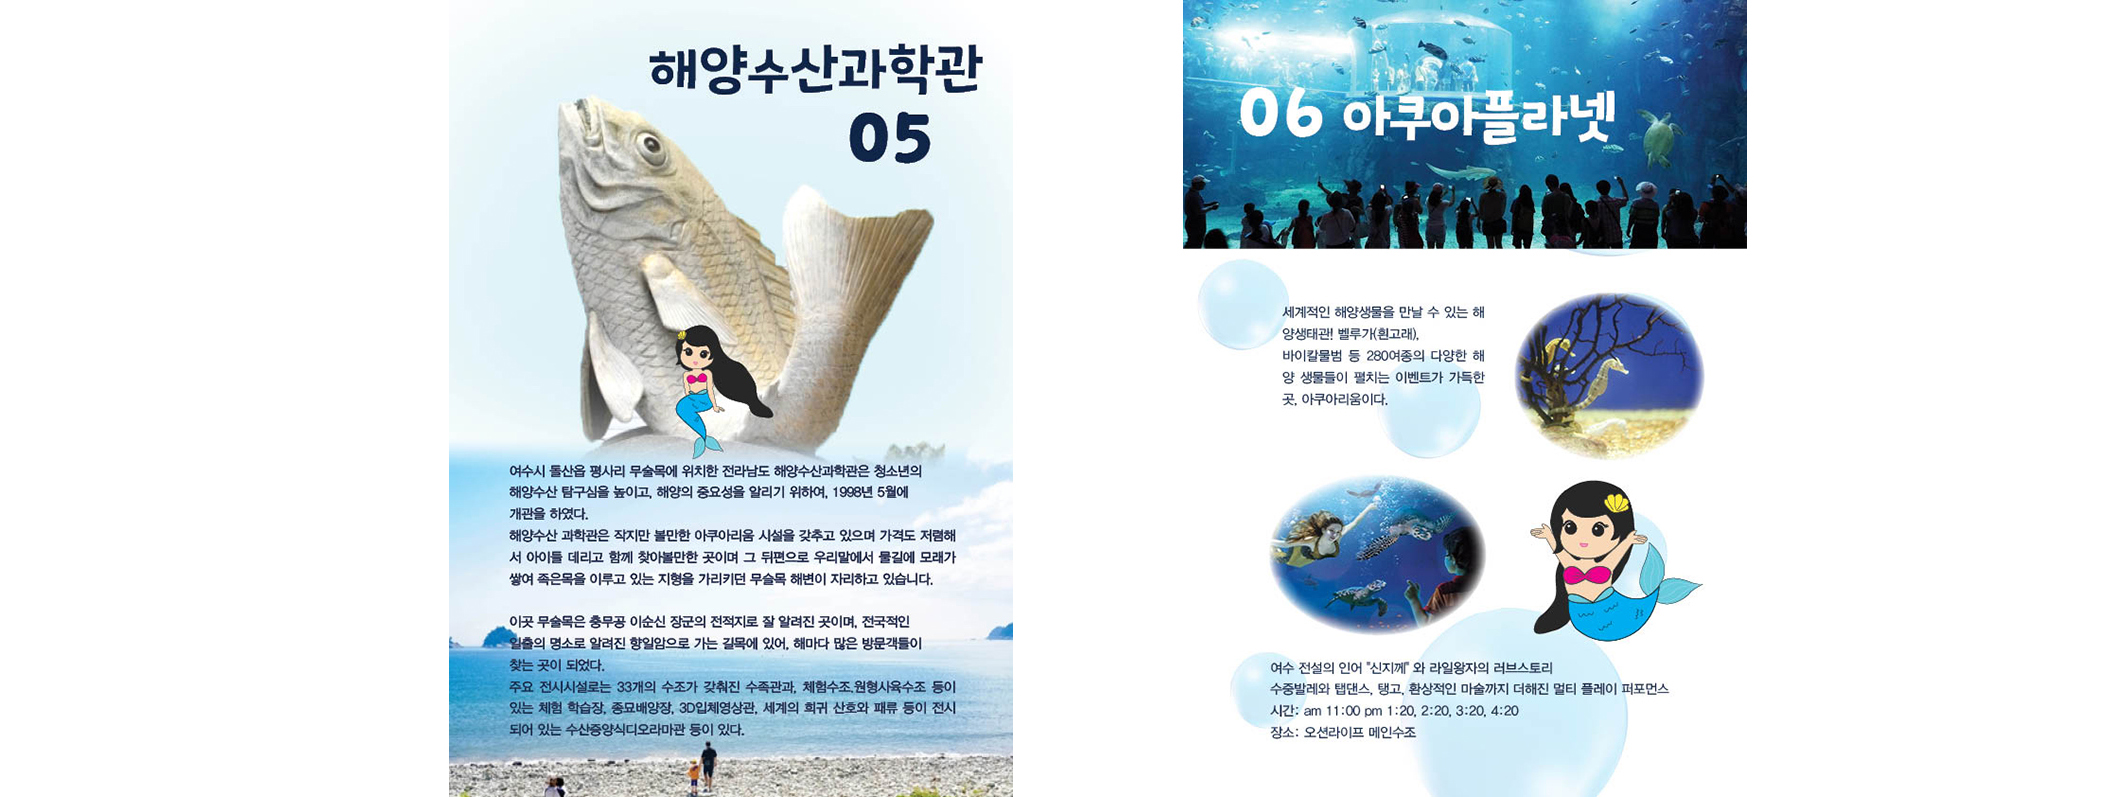 해양수산과학관
05
여수시 돌산읍 평사리 무술목에 위치한 전라남도 해양수산과학관은 청소년의
해양수산 탐구심을 높이고, 해양의 중요성을 알리기 위하여, 1998년 5월에
개관을 하였다.
해양수산 과학관은 작지만 볼만한 아쿠아리움 시설을 갖추고 있으며 가격도 저렴해
서 아이들 데리고 함께 찾아볼만한 곳이며 그 뒤편으로 우리말에서 물길에 모래가
쌓여 족은목을 이루고 있는 지형을 가리키던 무슬목 해변이 자리하고 있습니다.
이곳 무술목은 충무공 이순신 장군의 전적지로 잘 알려진 곳이며, 전국적인
일출의 명소로 알려진 향일암으로 가는 길목에 있어, 해마다 많은 방문객들이
찾는 곳이 되었다.
주요 전시시설로는 33개의 수조가 갖춰진 수족관과, 체험수조.원형사육수조 등이
있는 체험 학습장, 종묘배양장, 3D입체영상관, 세계의 희귀 산호와 패류 등이 전시
되어 있는 수산증양식디오라마관 등이 있다.
06 아쿠아플라넷
세계적인 해양생물을 만날 수 있는 해
양생태관! 벨루가(흰고래),
바이칼물범 등 280여종의 다양한 해
양 생물들이 펼치는 이벤트가 가득한
곳, 아쿠아리움이다.
여수 전설의 인어 "신지께" 와 라일왕자의 러브스토리
수중발레와 탭댄스, 탱고, 환상적인 마술까지 더해진 멀티 플레이 퍼포먼스
시간: am 11:00 pm 1:20, 2:20, 3:20, 4:20
장소: 오션라이프 메인수조